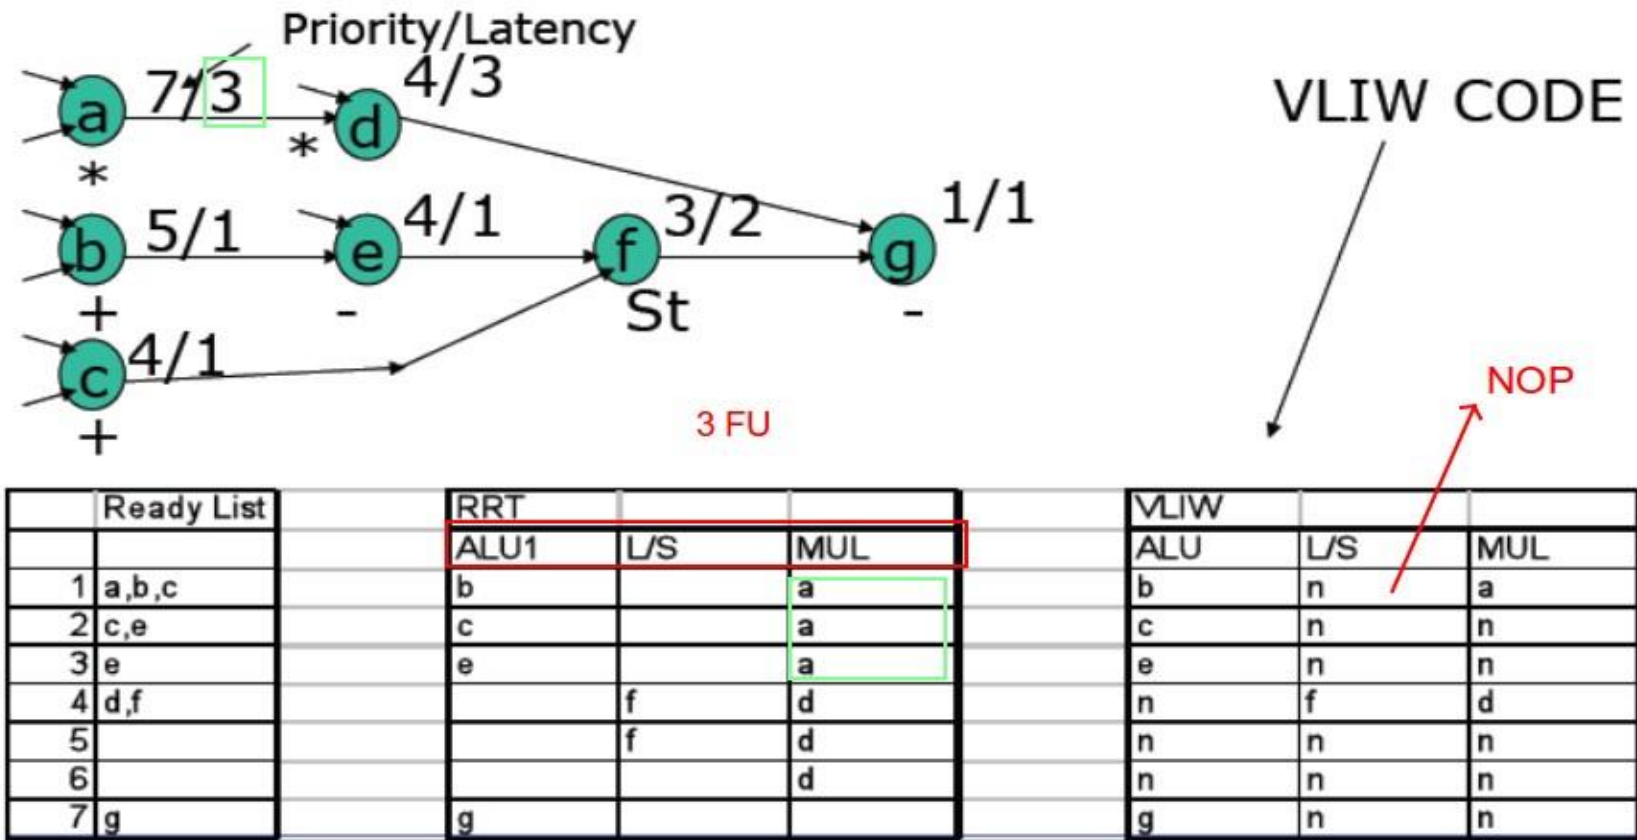 Priority/Latency
a 7/3 d 4/3
* *
VLIW CODE
b 5/1 e 4/1 f 3/2 g 1/1
+ - St -
c 4/1
+
3 FU
NOP
Ready List RRT VLIW
ALU1 L/S MUL ALU L/S MUL
1 a,b,c b a b n a
2 c,e c a c n n
3 e e a e n n
4 d,f f d n f d
5 f d n n n
6 d n n n
7 g g g n n